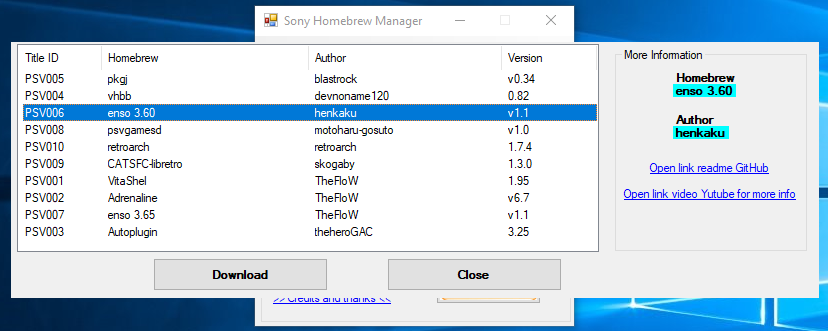 Sony Homebrew Manager
Title ID Homebrew Author Version
PSV005 pkgj blastrock v0.34
PSV004 vhbb devnoname120 0.82
PSV006 enso 3.60 henkaku v1.1
PSV008 psvgamesd motoharu-gosuto v1.0
PSV010 retroarch retroarch 1.7.4
PSV009 CATSFC-libretro skogaby 1.3.0
PSV001 VitaShel TheFloW 1.95
PSV002 Adrenaline TheFloW v6.7
PSV007 enso 3.65 TheFloW v1.1
PSV003 Autoplugin theheroGAC 3.25
Download Close
More Information
Homebrew
enso 3.60
Author
henkaku
Open link readme GitHub
Open link video Yutube for more info
>> Credits and thanks <<